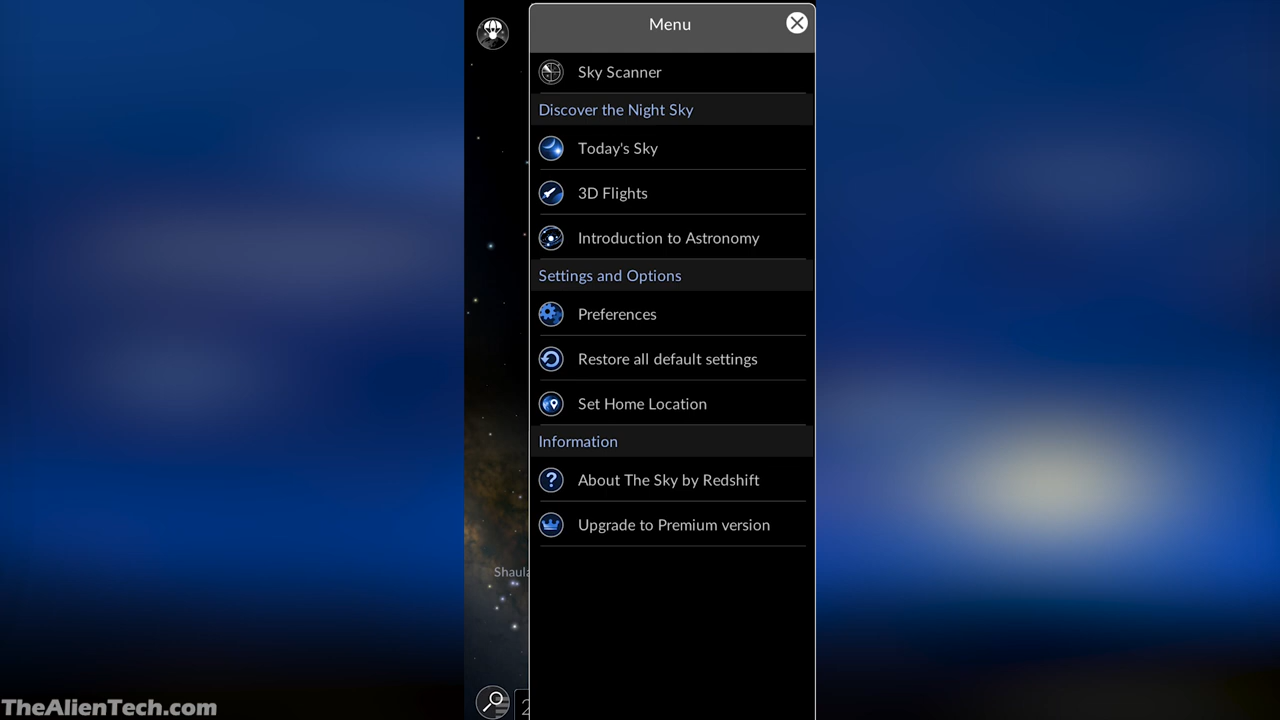 Menu
Sky Scanner
Discover the Night Sky
Today's Sky
3D Flights
Introduction to Astronomy
Settings and Options
Preferences
Restore all default settings
Set Home Location
Information
About The Sky by Redshift
Upgrade to Premium version
Shaula
2
TheAlienTech.com